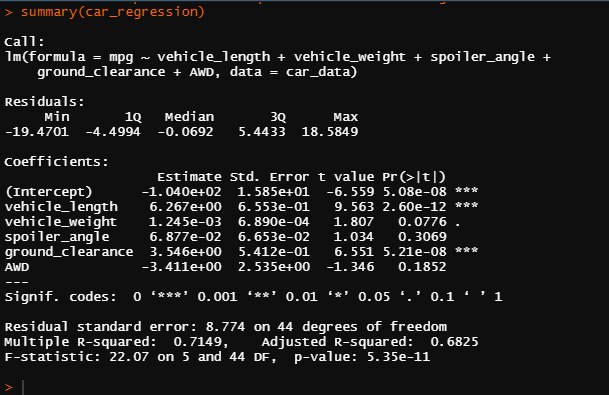 > summary(car_regression)
Call:
lm(formula = mpg ~ vehicle_length + vehicle_weight + spoiler_angle +
    ground_clearance + AWD, data = car_data)
Residuals:
     Min       1Q   Median       3Q      Max
-19.4701  -4.4994  -0.0692   5.4433  18.5849
Coefficients:
                   Estimate Std. Error t value Pr(>|t|)
(Intercept)      -1.040e+02  1.585e+01  -6.559 5.08e-08 ***
vehicle_length    6.267e+00  6.553e-01   9.563 2.60e-12 ***
vehicle_weight    1.245e-03  6.890e-04   1.807   0.0776 .
spoiler_angle     6.877e-02  6.653e-02   1.034   0.3069
ground_clearance  3.546e+00  5.412e-01   6.551 5.21e-08 ***
AWD              -3.411e+00  2.535e+00  -1.346   0.1852
---
Signif. codes:  0 ‘***’ 0.001 ‘**’ 0.01 ‘*’ 0.05 ‘.’ 0.1 ‘ ’ 1
Residual standard error: 8.774 on 44 degrees of freedom
Multiple R-squared:  0.7149,    Adjusted R-squared:  0.6825
F-statistic: 22.07 on 5 and 44 DF,  p-value: 5.35e-11
>